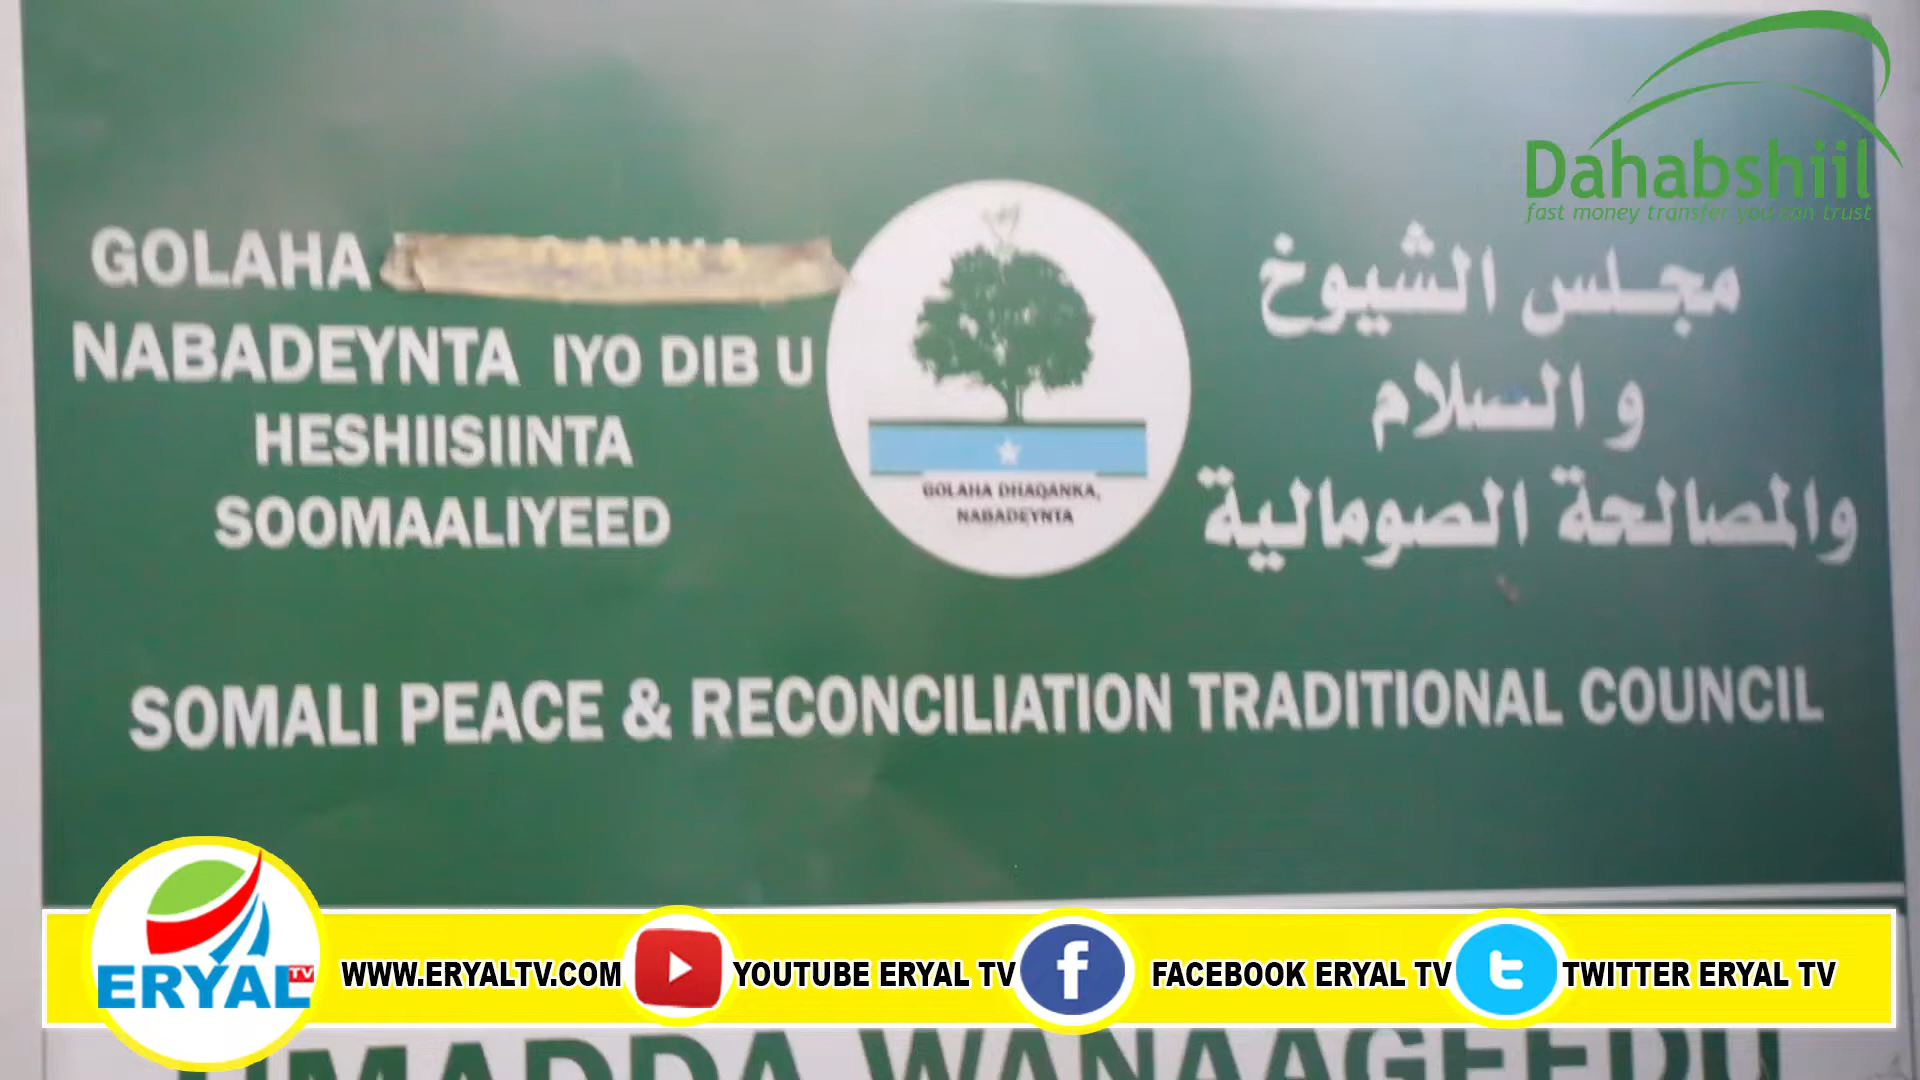 Dahabshiil
fast money transfer you can trust
GOLAHA
NABADEYNTA IYO DIB U
HESHIISIINTA
SOOMAALIYEED
GOLAHA DHAQANKA,
NABADEYNTA
مجلس الشيوخ
و السلام
والمصالحة الصومالية
SOMALI PEACE & RECONCILIATION TRADITIONAL COUNCIL
ERYAL TV
WWW.ERYALTV.COM
YOUTUBE ERYAL TV
FACEBOOK ERYAL TV
TWITTER ERYAL TV
UMADDA WANAAGEEDU